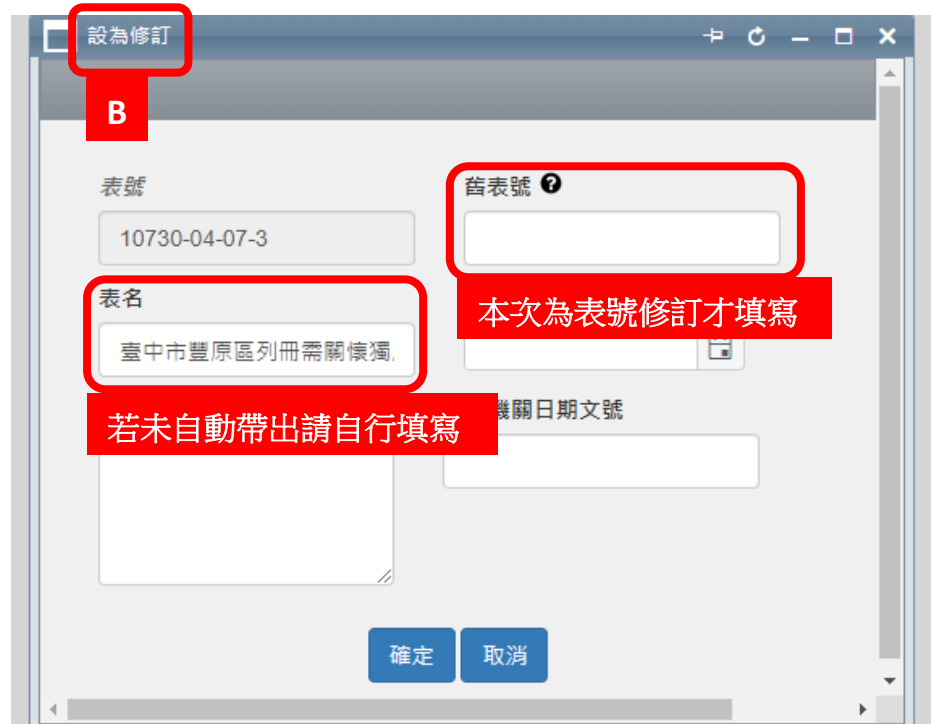 設為修訂
B
表號
舊表號
10730-04-07-3
表名
本次為表號修訂才填寫
臺中市豐原區列冊需關懷獨
若未自動帶出請自行填寫
機關日期文號
確定
取消